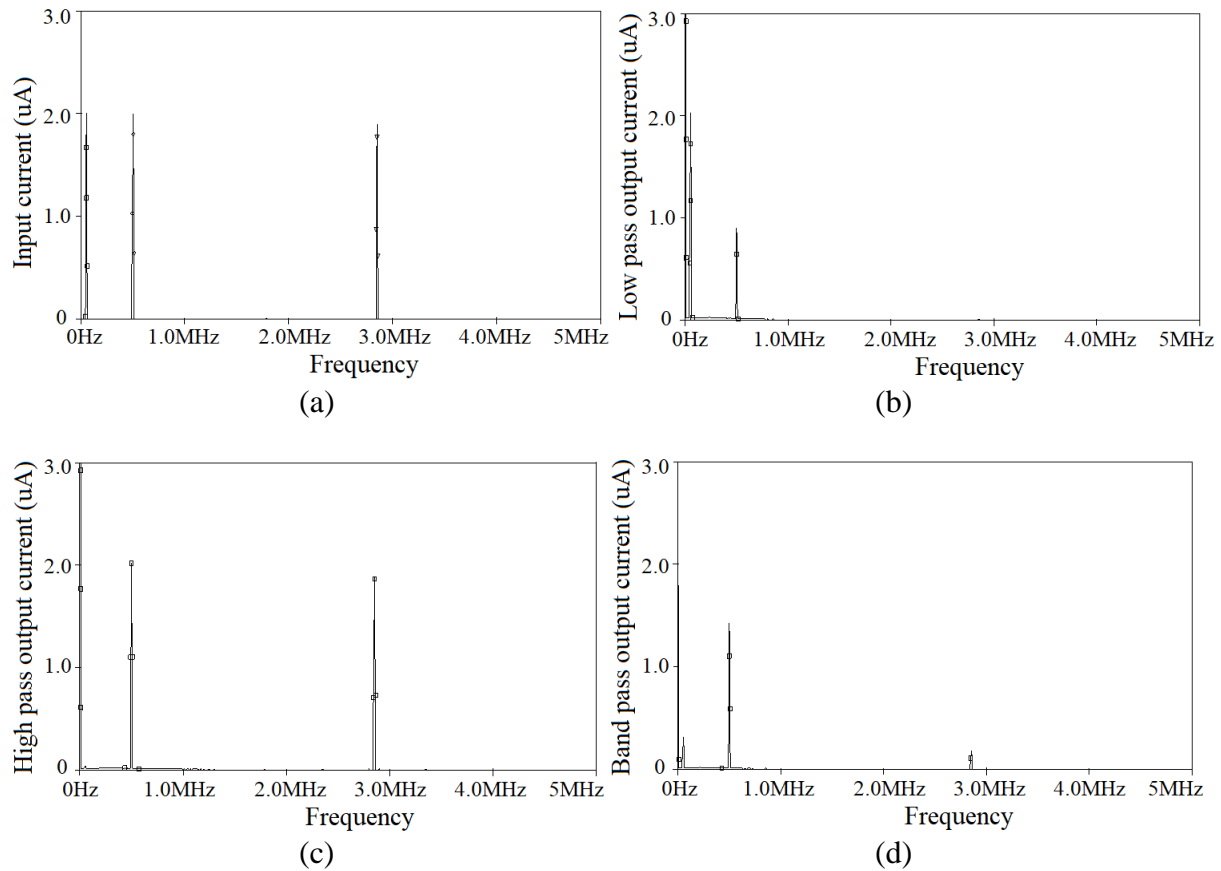 Input current (uA)
3.0
2.0
1.0
0
0Hz 1.0MHz 2.0MHz 3.0MHz 4.0MHz 5MHz
Frequency
(a)
Low pass output current (uA)
3.0
2.0
1.0
0
0Hz 1.0MHz 2.0MHz 3.0MHz 4.0MHz 5MHz
Frequency
(b)
High pass output current (uA)
3.0
2.0
1.0
0
0Hz 1.0MHz 2.0MHz 3.0MHz 4.0MHz 5MHz
Frequency
(c)
Band pass output current (uA)
3.0
2.0
1.0
0
0Hz 1.0MHz 2.0MHz 3.0MHz 4.0MHz 5MHz
Frequency
(d)